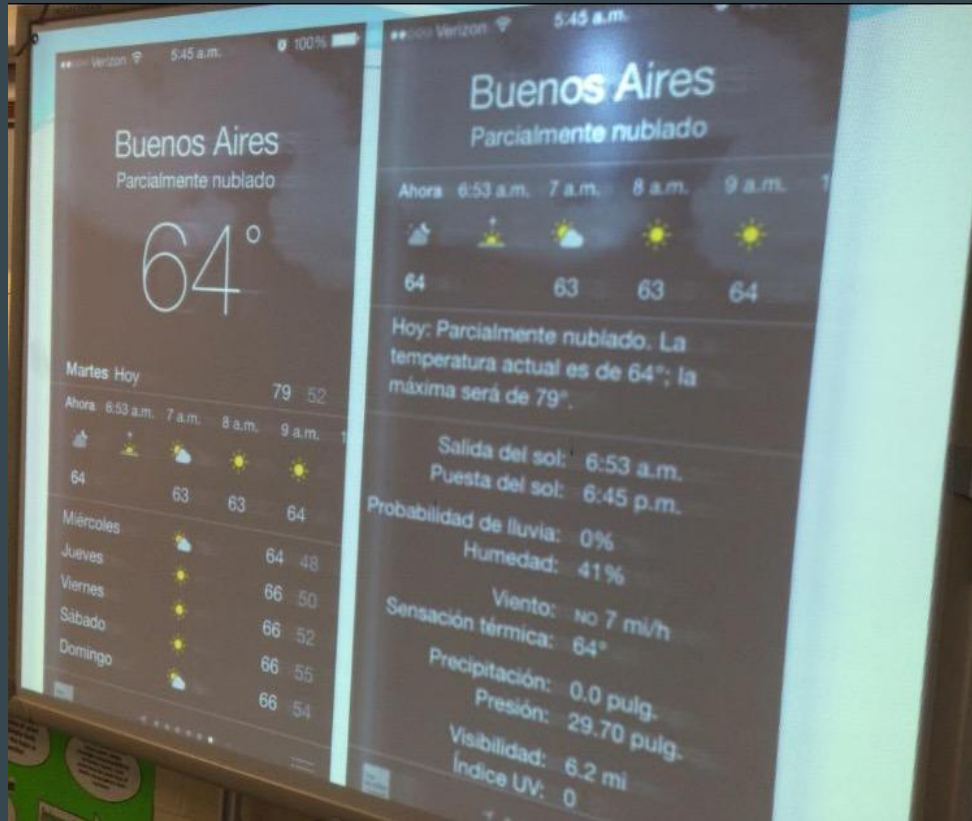 Verizon 5:45 a.m. 100%
Buenos Aires
Parcialmente nublado
64°
Martes Hoy 79 52
Ahora 6:53 a.m. 7 a.m. 8 a.m. 9 a.m. 1
64 63 63 64
Miércoles 64 48
Jueves 66 50
Viernes 66 52
Sábado 66 55
Domingo 66 54
Verizon 5:45 a.m.
Buenos Aires
Parcialmente nublado
Ahora 6:53 a.m. 7 a.m. 8 a.m. 9 a.m. 1
64 63 63 64
Hoy: Parcialmente nublado. La
temperatura actual es de 64°; la
máxima será de 79°.
Salida del sol: 6:53 a.m.
Puesta del sol: 6:45 p.m.
Probabilidad de lluvia: 0%
Humedad: 41%
Viento: NO 7 mi/h
Sensación térmica: 64°
Precipitación: 0.0 pulg.
Presión: 29.70 pulg.
Visibilidad: 6.2 mi
Índice UV: 0